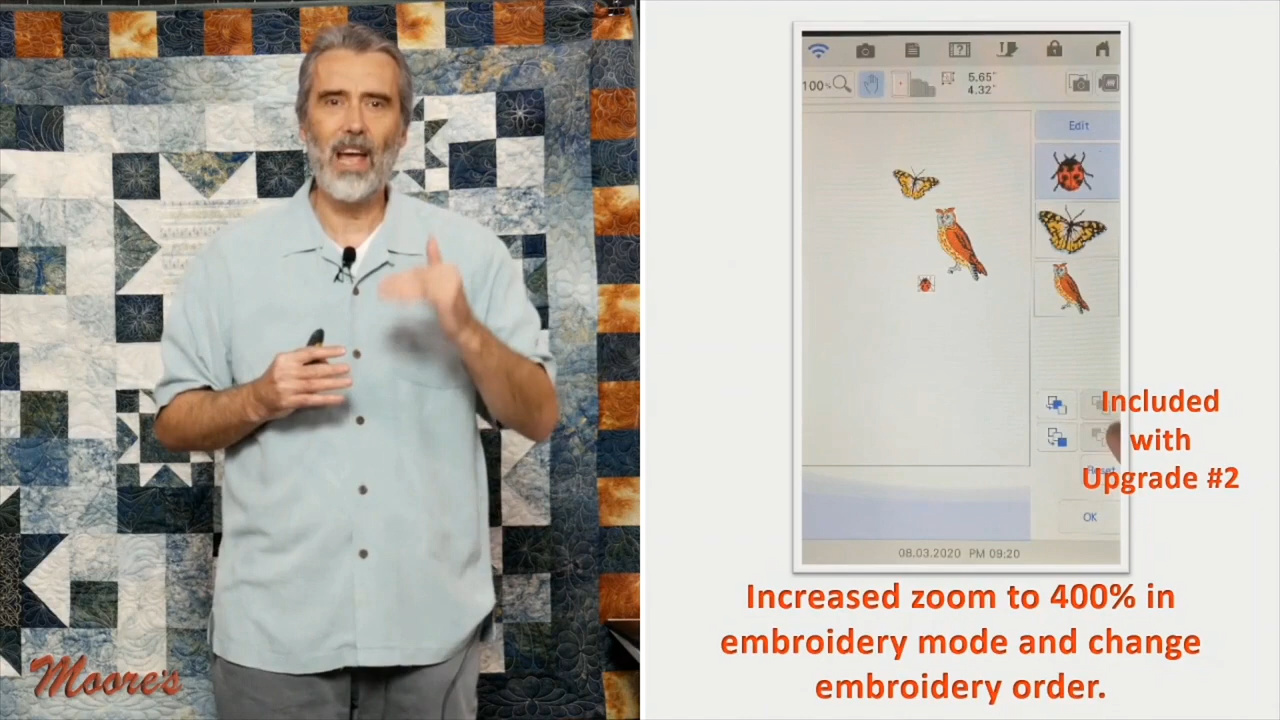 Moore's
100%
5.65"
4.32"
Edit
Reset
OK
08.03.2020 PM 09:20
Included
with
Upgrade #2
Increased zoom to 400% in
embroidery mode and change
embroidery order.